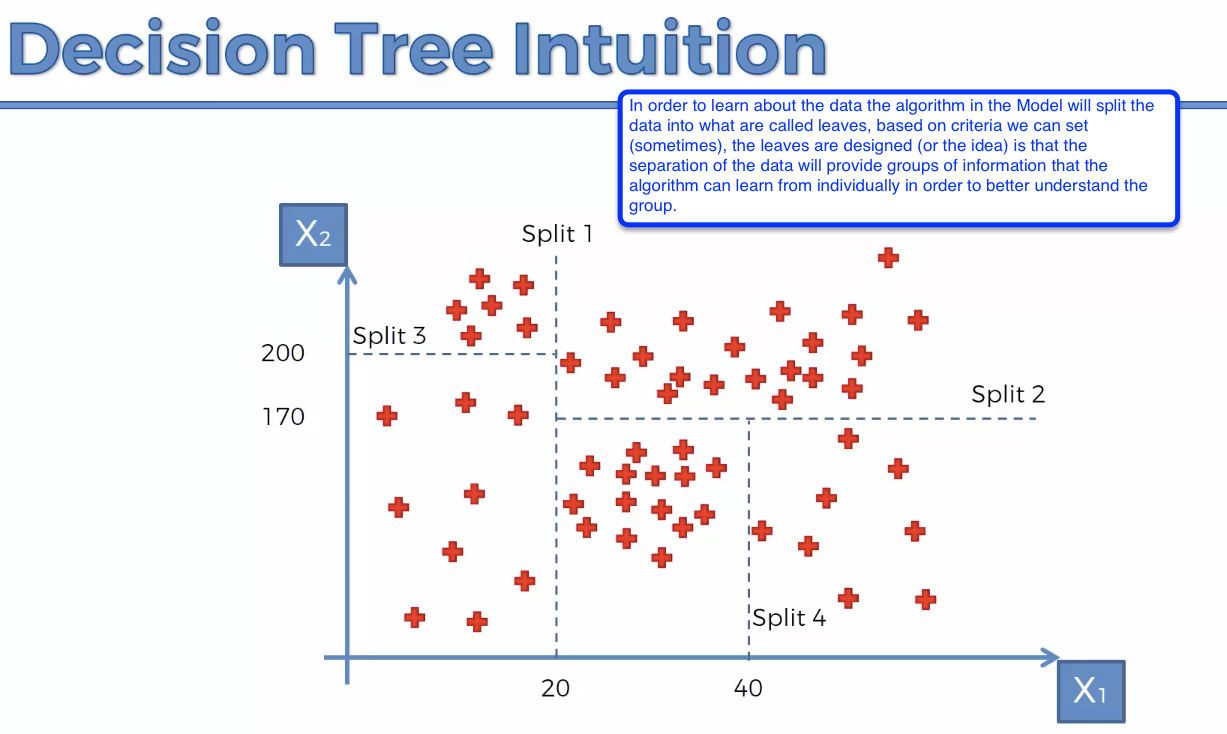 Decision Tree Intuition
In order to learn about the data the algorithm in the Model will split the
data into what are called leaves, based on criteria we can set
(sometimes), the leaves are designed (or the idea) is that the
separation of the data will provide groups of information that the
algorithm can learn from individually in order to better understand the
group.
X2
Split 1
Split 3
200
Split 2
170
Split 4
20
40
X1